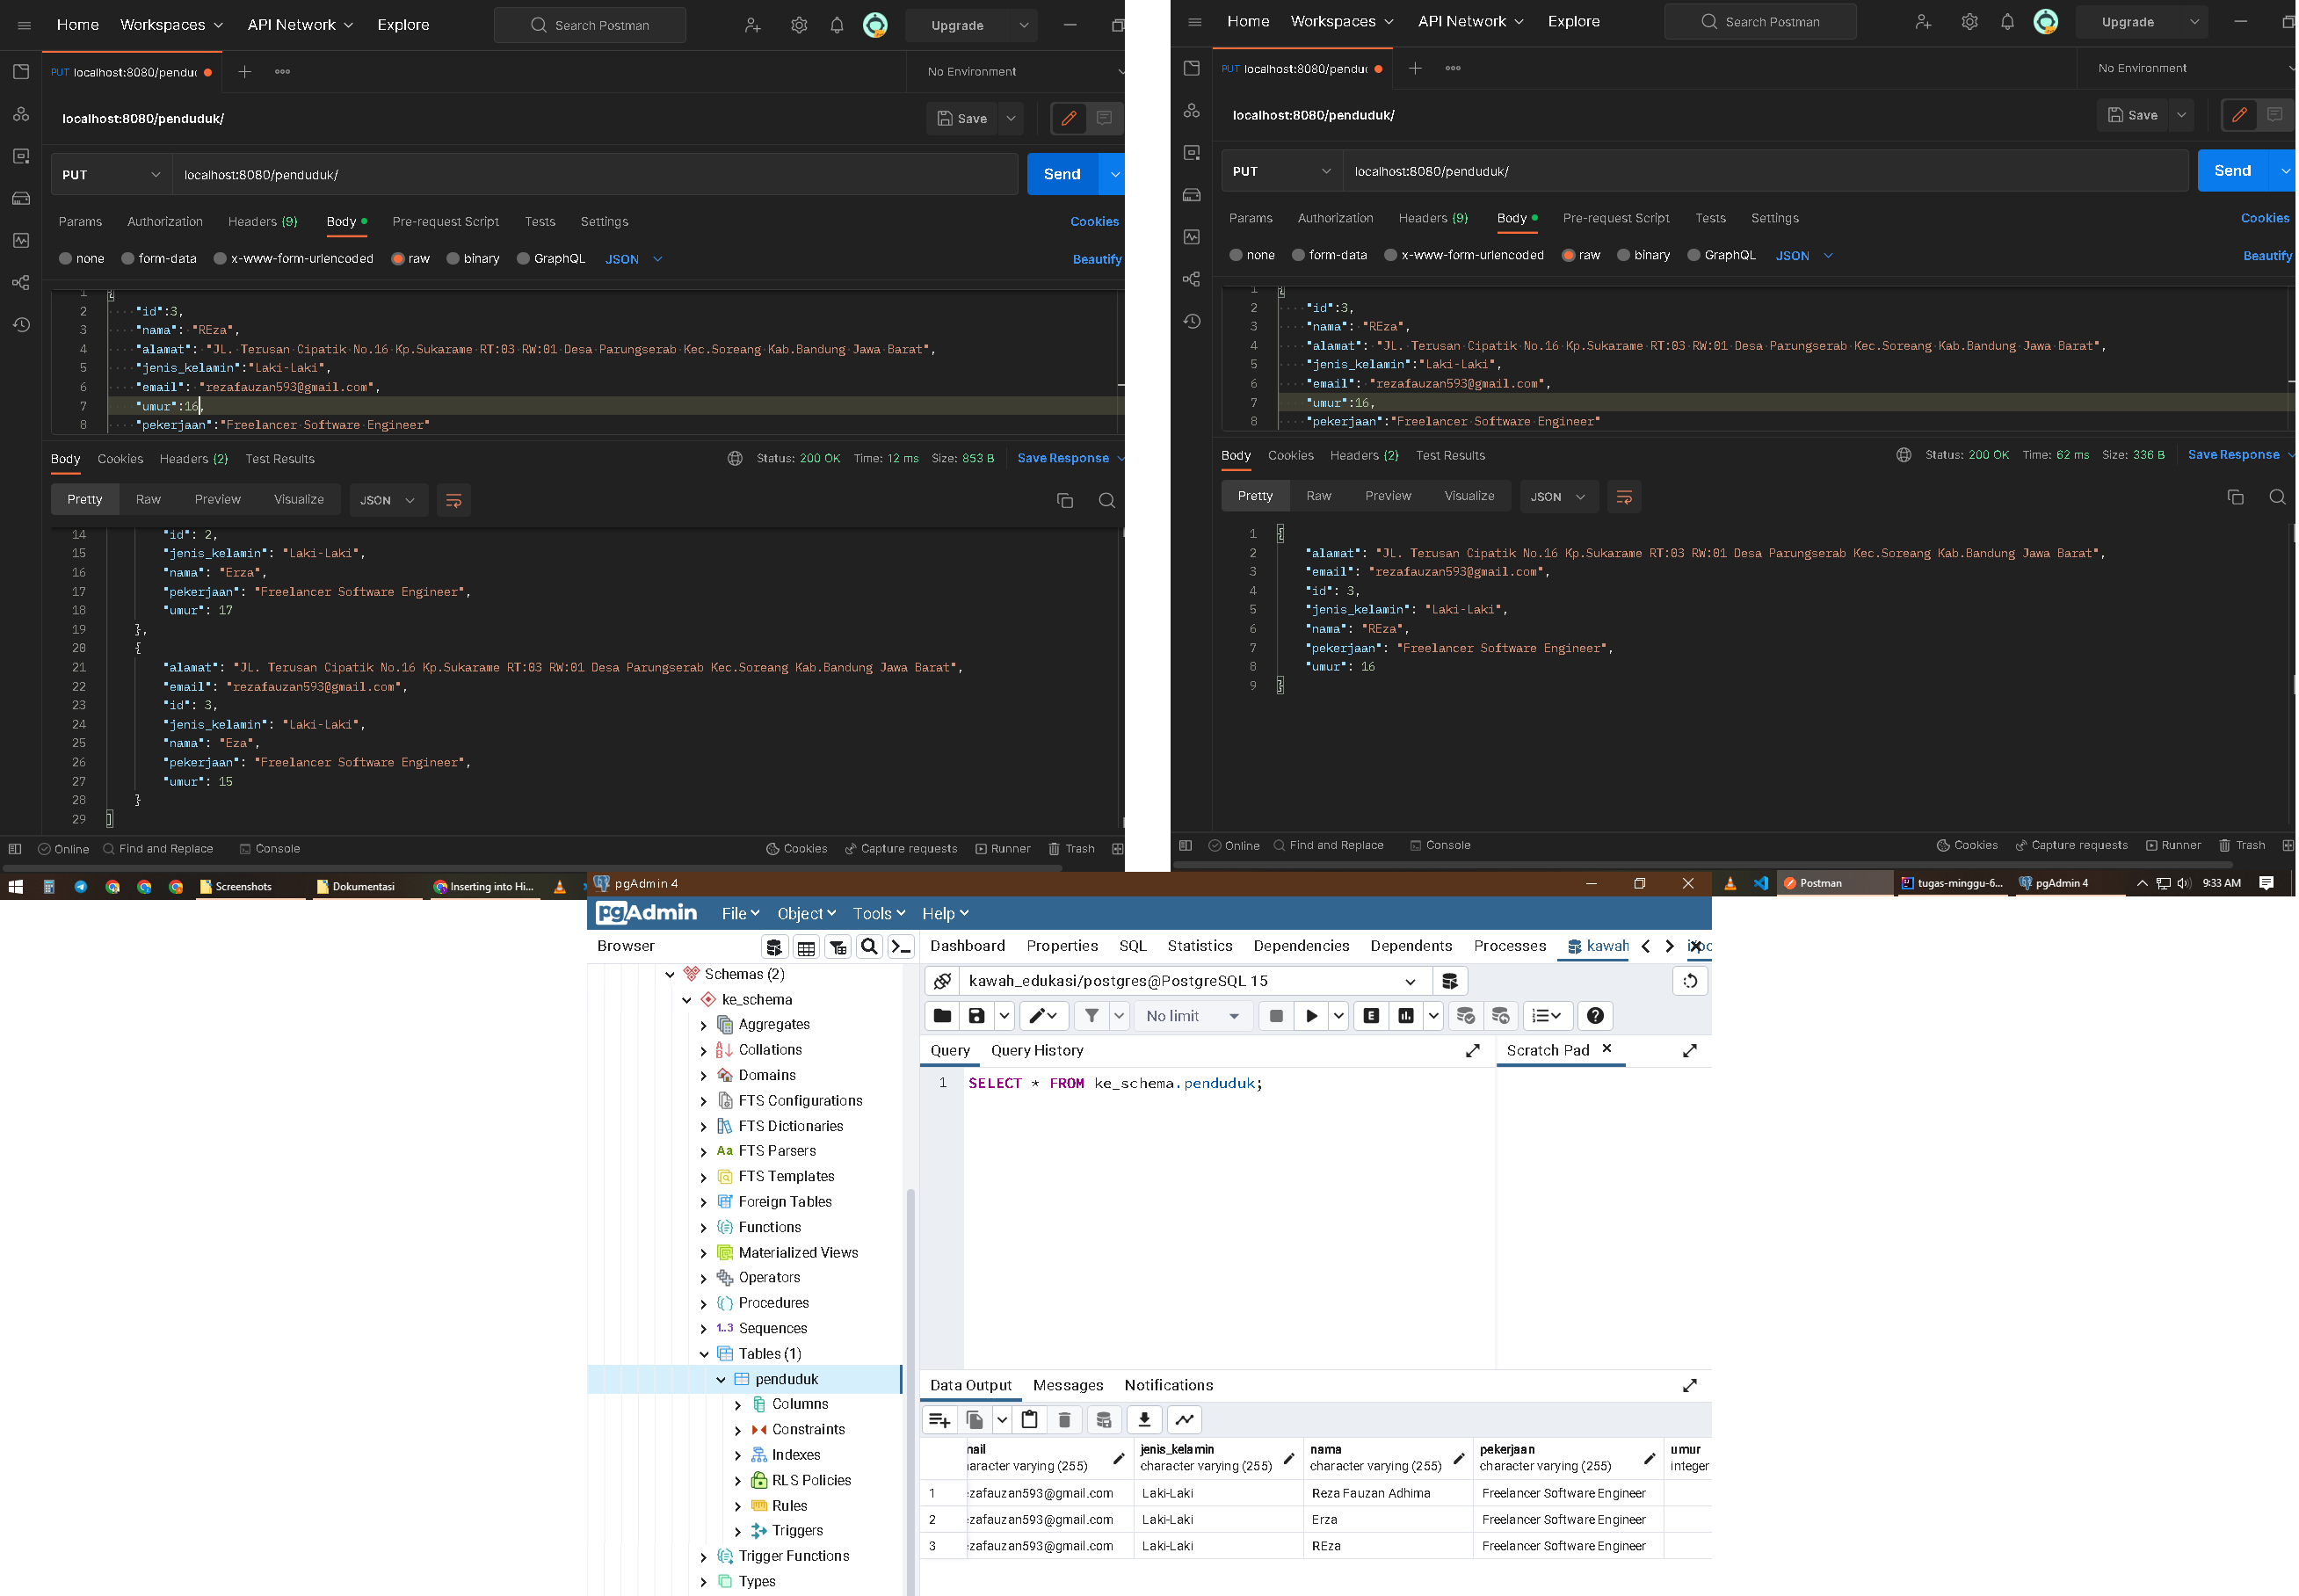 Home Workspaces API Network Explore Search Postman Upgrade
PUT localhost:8080/penduc No Environment
localhost:8080/penduduk/ Save
PUT localhost:8080/penduduk/ Send
Params Authorization Headers (9) Body Pre-request Script Tests Settings Cookies
none form-data x-www-form-urlencoded raw binary GraphQL JSON Beautify
1 {
2 "id":3,
3 "nama": "REza",
4 "alamat": "JL. Terusan Cipatik No.16 Kp.Sukarame RT:03 RW:01 Desa Parungserab Kec.Soreang Kab.Bandung Jawa Barat",
5 "jenis_kelamin":"Laki-Laki",
6 "email": "rezafauzan593@gmail.com",
7 "umur":16,
8 "pekerjaan":"Freelancer Software Engineer"
Body Cookies Headers (2) Test Results Status: 200 OK Time: 12 ms Size: 853 B Save Response
Pretty Raw Preview Visualize JSON
14 "id": 2,
15 "jenis_kelamin": "Laki-Laki",
16 "nama": "Erza",
17 "pekerjaan": "Freelancer Software Engineer",
18 "umur": 17
19 },
20 {
21 "alamat": "JL. Terusan Cipatik No.16 Kp.Sukarame RT:03 RW:01 Desa Parungserab Kec.Soreang Kab.Bandung Jawa Barat",
22 "email": "rezafauzan593@gmail.com",
23 "id": 3,
24 "jenis_kelamin": "Laki-Laki",
25 "nama": "Eza",
26 "pekerjaan": "Freelancer Software Engineer",
27 "umur": 15
28 }
29 ]
Online Find and Replace Console Cookies Capture requests Runner Trash
Screenshots Dokumentasi Inserting into Hi...
Home Workspaces API Network Explore Search Postman Upgrade
PUT localhost:8080/penduc No Environment
localhost:8080/penduduk/ Save
PUT localhost:8080/penduduk/ Send
Params Authorization Headers (9) Body Pre-request Script Tests Settings Cookies
none form-data x-www-form-urlencoded raw binary GraphQL JSON Beautify
1 {
2 "id":3,
3 "nama": "REza",
4 "alamat": "JL. Terusan Cipatik No.16 Kp.Sukarame RT:03 RW:01 Desa Parungserab Kec.Soreang Kab.Bandung Jawa Barat",
5 "jenis_kelamin":"Laki-Laki",
6 "email": "rezafauzan593@gmail.com",
7 "umur":16,
8 "pekerjaan":"Freelancer Software Engineer"
Body Cookies Headers (2) Test Results Status: 200 OK Time: 62 ms Size: 336 B Save Response
Pretty Raw Preview Visualize JSON
1 {
2 "alamat": "JL. Terusan Cipatik No.16 Kp.Sukarame RT:03 RW:01 Desa Parungserab Kec.Soreang Kab.Bandung Jawa Barat",
3 "email": "rezafauzan593@gmail.com",
4 "id": 3,
5 "jenis_kelamin": "Laki-Laki",
6 "nama": "REza",
7 "pekerjaan": "Freelancer Software Engineer",
8 "umur": 16
9 }
Online Find and Replace Console Cookies Capture requests Runner Trash
Postman tugas-minggu-6... pgAdmin 4 9:33 AM
pgAdmin 4
pgAdmin File Object Tools Help
Browser Dashboard Properties SQL Statistics Dependencies Dependents Processes kawah
Schemas (2)
ke_schema
Aggregates
Collations
Domains
FTS Configurations
FTS Dictionaries
Aa FTS Parsers
FTS Templates
Foreign Tables
Functions
Materialized Views
Operators
Procedures
1..3 Sequences
Tables (1)
penduduk
Columns
Constraints
Indexes
RLS Policies
Rules
Triggers
Trigger Functions
Types
kawah_edukasi/postgres@PostgreSQL 15
No limit E
Query Query History Scratch Pad
1 SELECT * FROM ke_schema.penduduk;
Data Output Messages Notifications
nail jenis_kelamin nama pekerjaan umur
aracter varying (255) character varying (255) character varying (255) character varying (255) integer
1 zafauzan593@gmail.com Laki-Laki Reza Fauzan Adhima Freelancer Software Engineer
2 zafauzan593@gmail.com Laki-Laki Erza Freelancer Software Engineer
3 zafauzan593@gmail.com Laki-Laki REza Freelancer Software Engineer